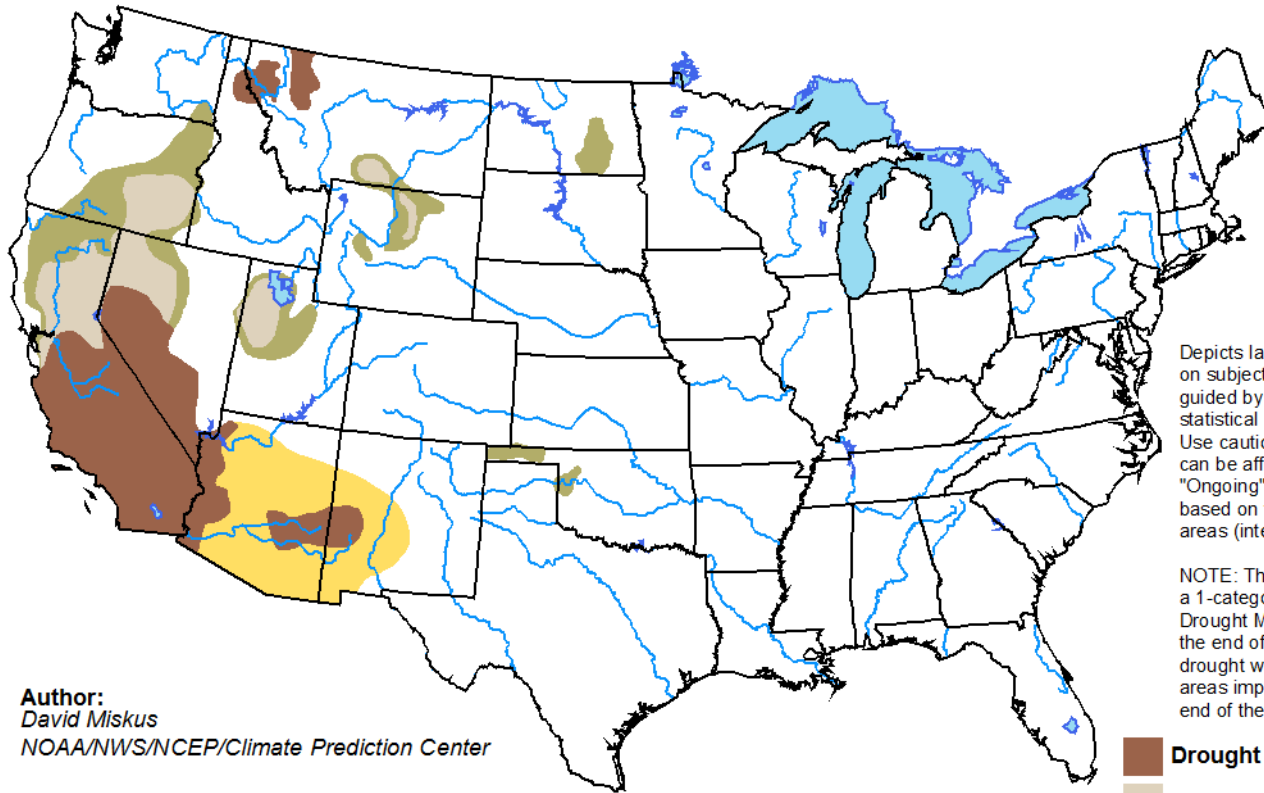 Depicts la
on subject
guided by
statistical
Use cautio
can be affe
"Ongoing"
based on
areas (inte
NOTE: Th
a 1-catego
Drought M
the end of
drought w
areas imp
end of the
Author:
David Miskus
NOAA/NWS/NCEP/Climate Prediction Center
Drought